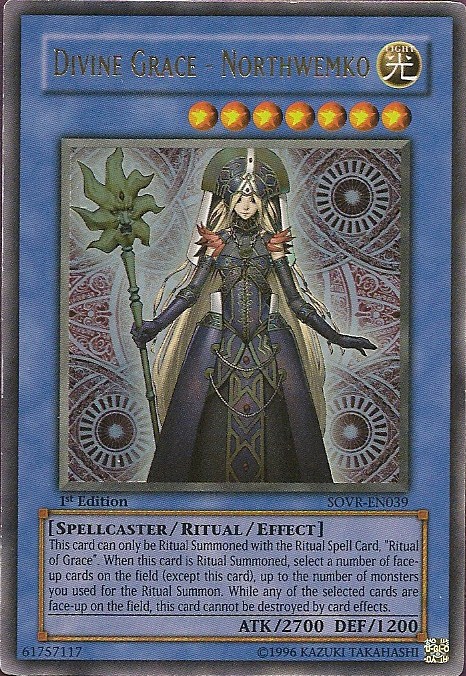 DIVINE GRACE - NORTHWEMKO
LIGHT
光
1st Edition
SOVR-EN039
[SPELLCASTER/RITUAL/EFFECT]
This card can only be Ritual Summoned with the Ritual Spell Card, "Ritual
of Grace". When this card is Ritual Summoned, select a number of face-
up cards on the field (except this card), up to the number of monsters
you used for the Ritual Summon. While any of the selected cards are
face-up on the field, this card cannot be destroyed by card effects.
ATK/2700 DEF/1200
61757117
©1996 KAZUKI TAKAHASHI